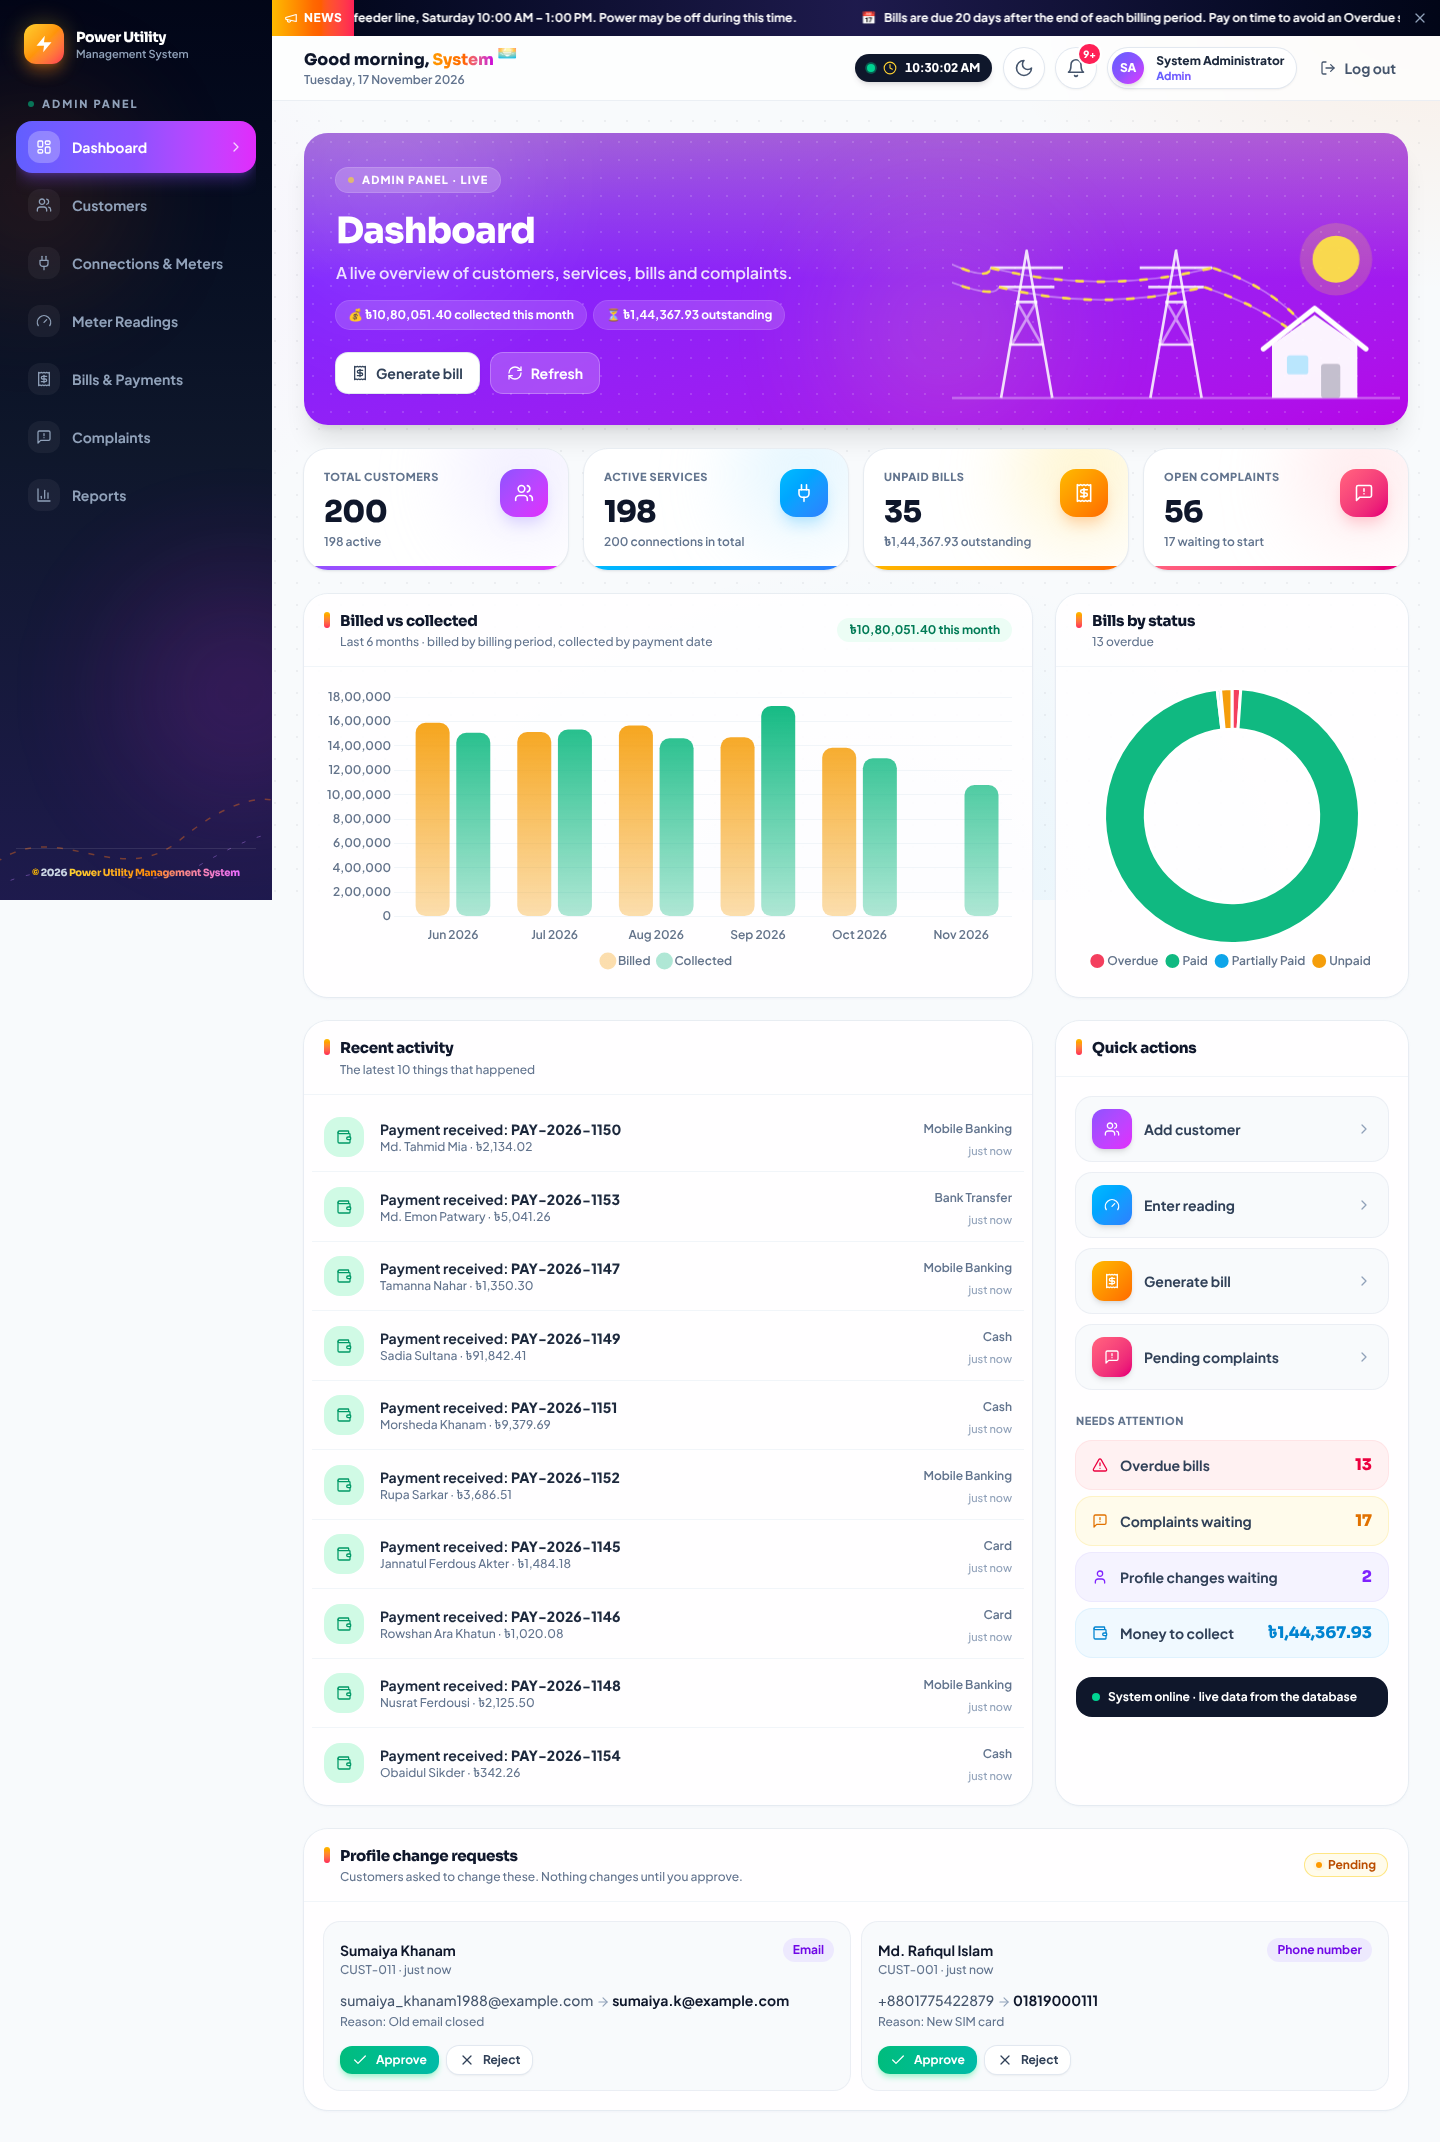 Power Utility
Management System
ADMIN PANEL
Dashboard
Customers
Connections & Meters
Meter Readings
Bills & Payments
Complaints
Reports
© 2026 Power Utility Management System
NEWS
feeder line, Saturday 10:00 AM – 1:00 PM. Power may be off during this time.
Bills are due 20 days after the end of each billing period. Pay on time to avoid an Overdue
Good morning, System
Tuesday, 17 November 2026
10:30:02 AM
9+
SA
System Administrator
Admin
Log out
ADMIN PANEL · LIVE
Dashboard
A live overview of customers, services, bills and complaints.
৳10,80,051.40 collected this month
৳1,44,367.93 outstanding
Generate bill
Refresh
TOTAL CUSTOMERS
200
198 active
ACTIVE SERVICES
198
200 connections in total
UNPAID BILLS
35
৳1,44,367.93 outstanding
OPEN COMPLAINTS
56
17 waiting to start
Billed vs collected
Last 6 months · billed by billing period, collected by payment date
৳10,80,051.40 this month
18,00,000
16,00,000
14,00,000
12,00,000
10,00,000
8,00,000
6,00,000
4,00,000
2,00,000
0
Jun 2026 Jul 2026 Aug 2026 Sep 2026 Oct 2026 Nov 2026
Billed Collected
Bills by status
13 overdue
Overdue Paid Partially Paid Unpaid
Recent activity
The latest 10 things that happened
Payment received: PAY-2026-1150
Md. Tahmid Mia · ৳2,134.02
Mobile Banking
just now
Payment received: PAY-2026-1153
Md. Emon Patwary · ৳5,041.26
Bank Transfer
just now
Payment received: PAY-2026-1147
Tamanna Nahar · ৳1,350.30
Mobile Banking
just now
Payment received: PAY-2026-1149
Sadia Sultana · ৳91,842.41
Cash
just now
Payment received: PAY-2026-1151
Morsheda Khanam · ৳9,379.69
Cash
just now
Payment received: PAY-2026-1152
Rupa Sarkar · ৳3,686.51
Mobile Banking
just now
Payment received: PAY-2026-1145
Jannatul Ferdous Akter · ৳1,484.18
Card
just now
Payment received: PAY-2026-1146
Rowshan Ara Khatun · ৳1,020.08
Card
just now
Payment received: PAY-2026-1148
Nusrat Ferdousi · ৳2,125.50
Mobile Banking
just now
Payment received: PAY-2026-1154
Obaidul Sikder · ৳342.26
Cash
just now
Quick actions
Add customer
Enter reading
Generate bill
Pending complaints
NEEDS ATTENTION
Overdue bills 13
Complaints waiting 17
Profile changes waiting 2
Money to collect ৳1,44,367.93
System online · live data from the database
Profile change requests
Customers asked to change these. Nothing changes until you approve.
Pending
Sumaiya Khanam
Email
CUST-011 · just now
sumaiya_khanam1988@example.com → sumaiya.k@example.com
Reason: Old email closed
Approve
Reject
Md. Rafiqul Islam
Phone number
CUST-001 · just now
+8801775422879 → 01819000111
Reason: New SIM card
Approve
Reject